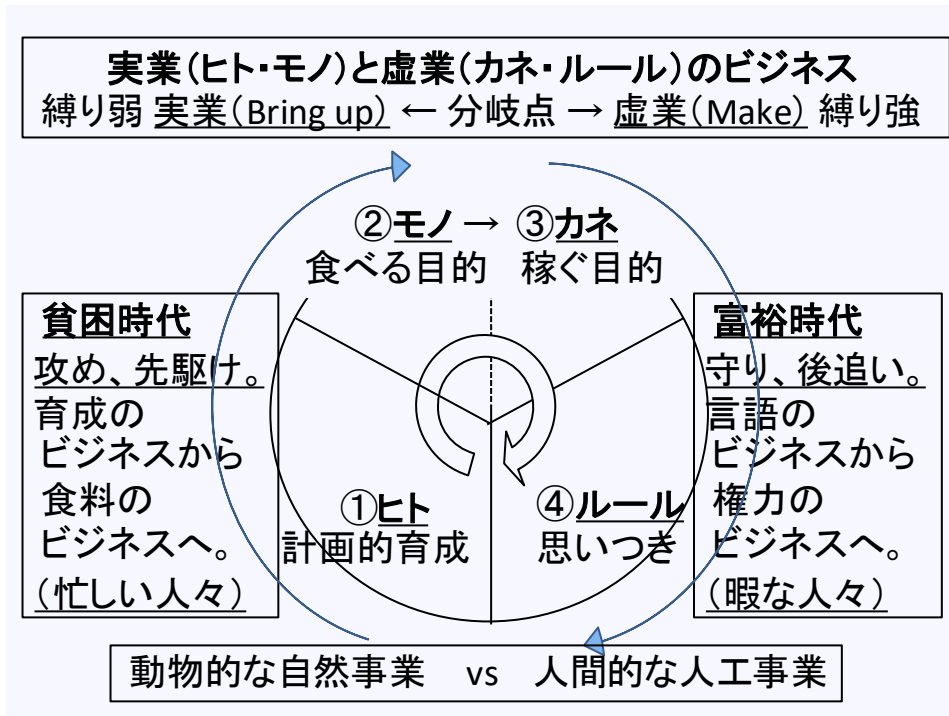 実業(ヒト・モノ)と虚業(カネ・ルール)のビジネス
縛り弱 実業(Bring up) ← 分岐点 → 虚業(Make) 縛り強
②モノ → ③カネ
食べる目的 稼ぐ目的
貧困時代
攻め、先駆け。
育成の
ビジネスから
食料の
ビジネスへ。
(忙しい人々)
富裕時代
守り、後追い。
言語の
ビジネスから
権力の
ビジネスへ。
(暇な人々)
①ヒト
計画的育成
④ルール
思いつき
動物的な自然事業 vs 人間的な人工事業